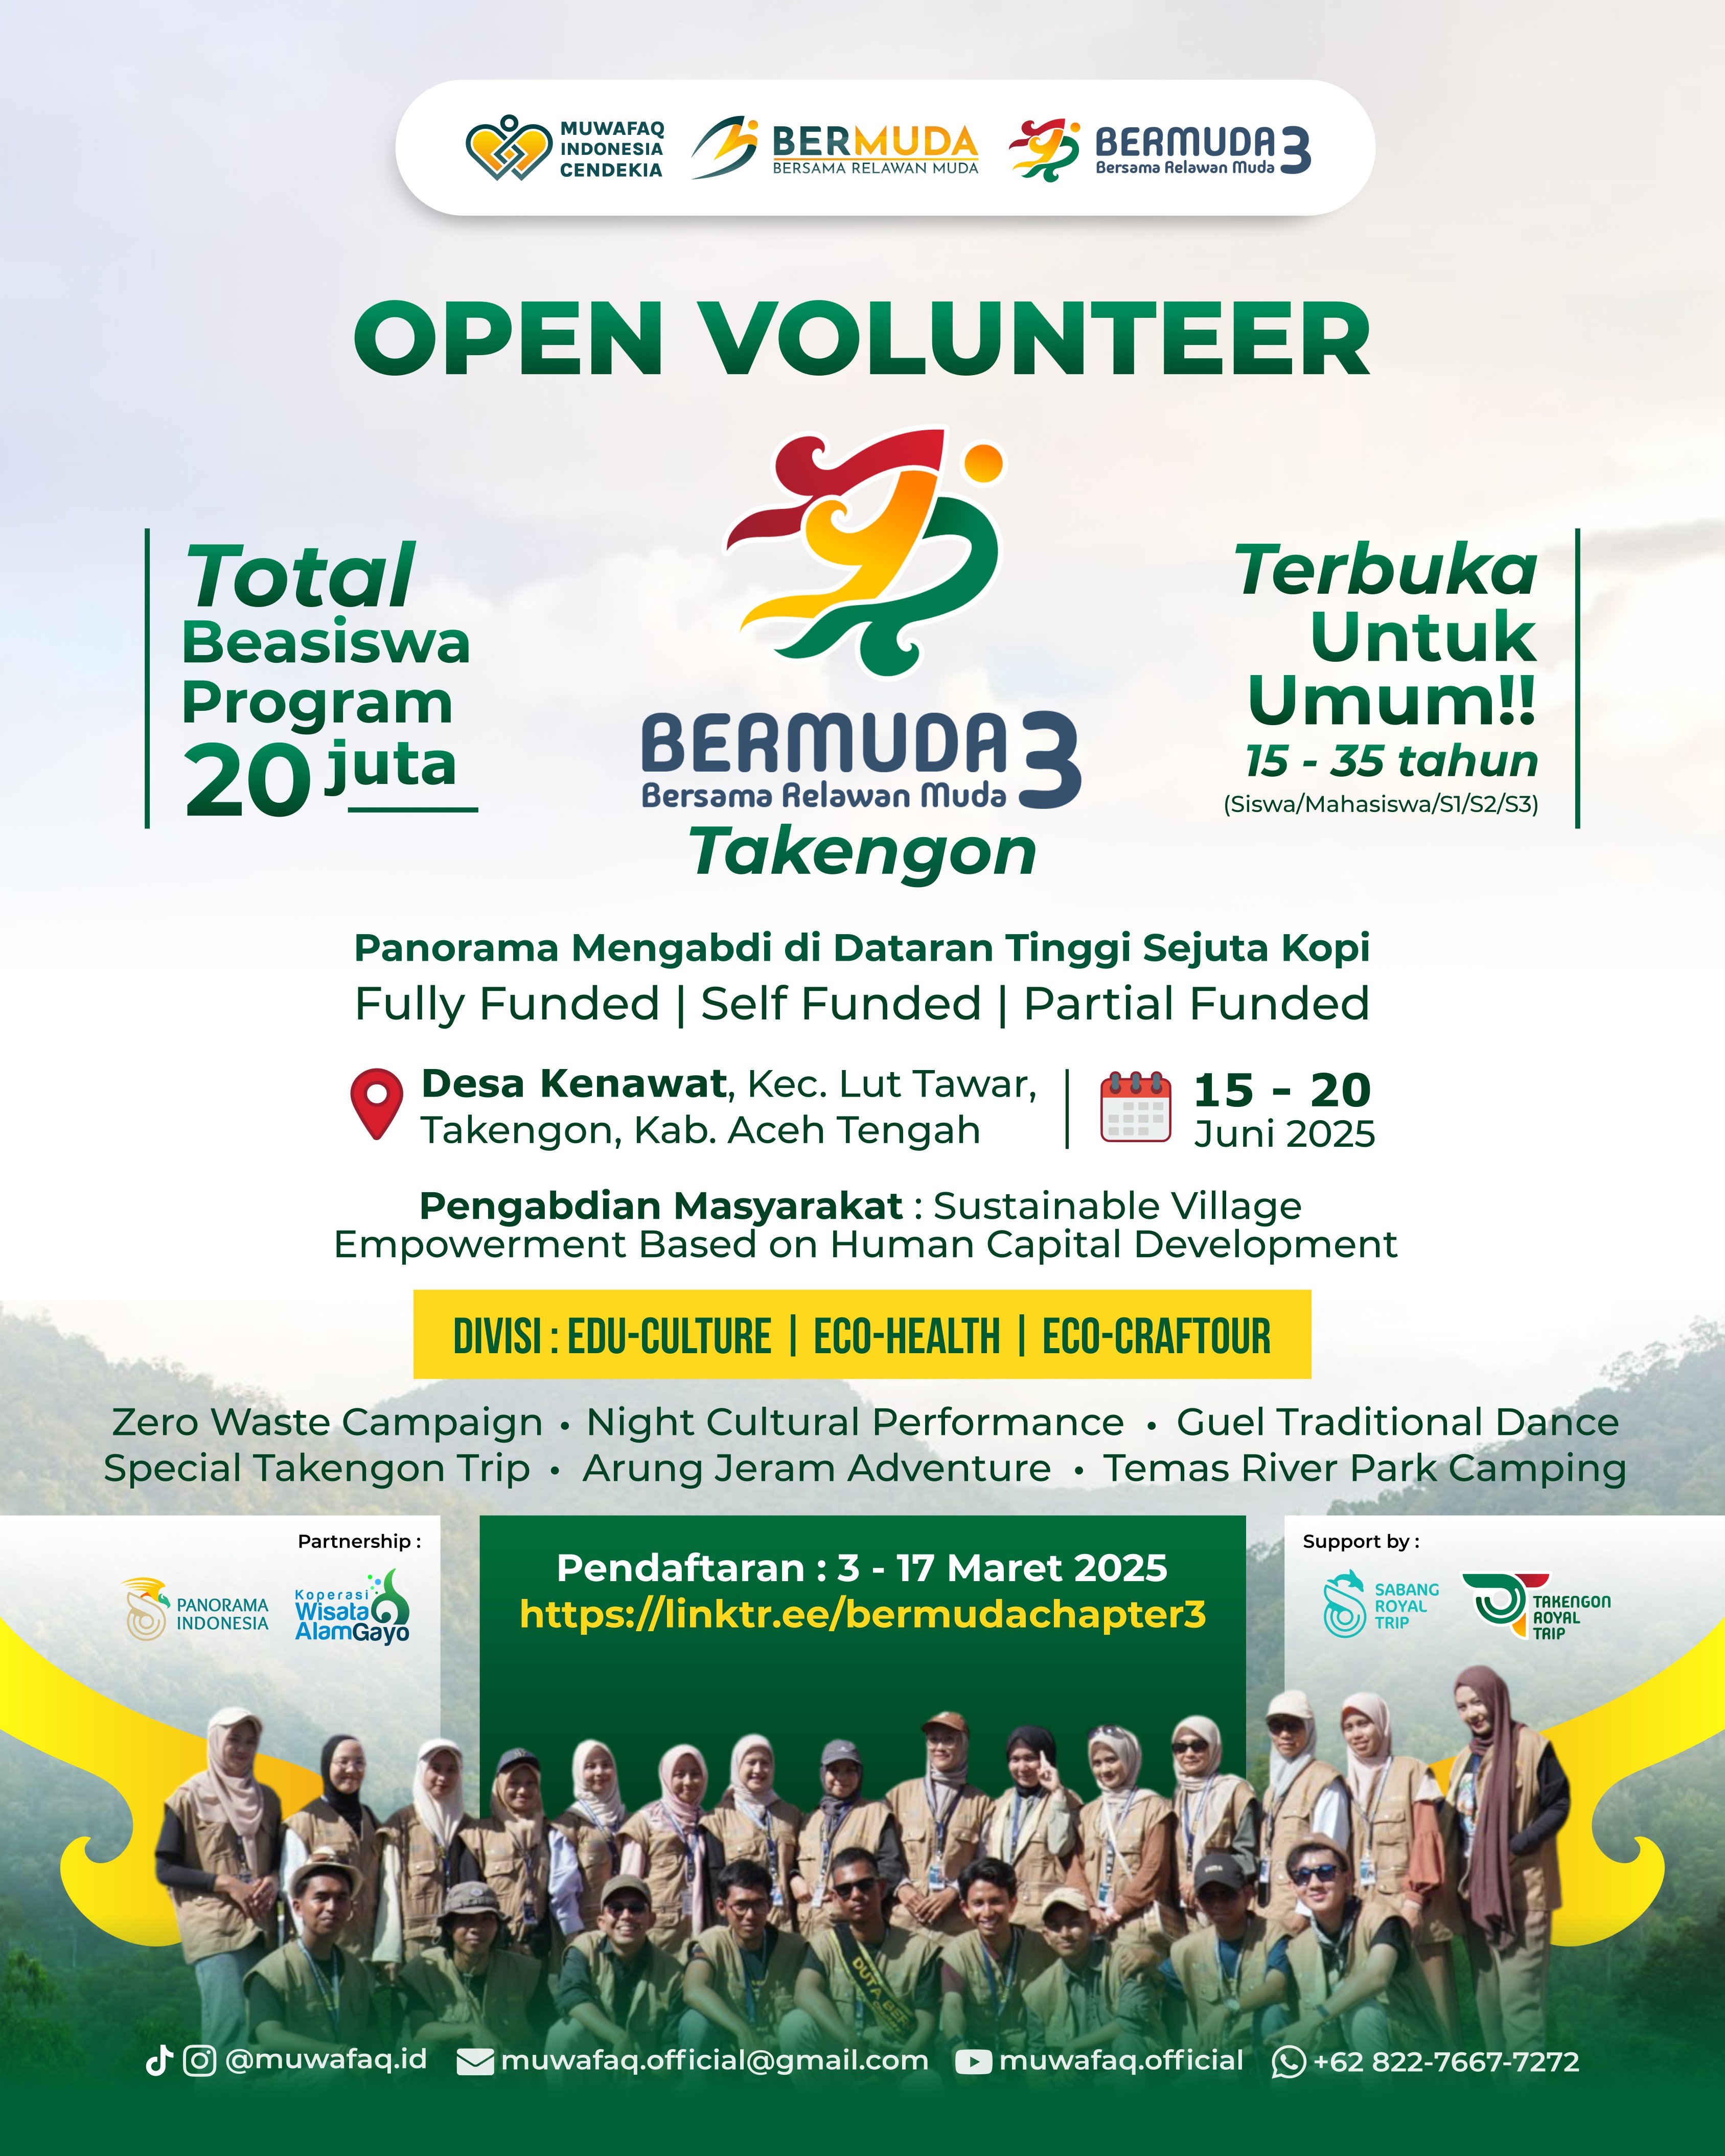 MUWAFAQ
INDONESIA
CENDEKIA
BERMUDA
BERSAMA RELAWAN MUDA
BERMUDA 3
Bersama Relawan Muda
OPEN VOLUNTEER
Total
Beasiswa
Program
20 juta
BERMUDA 3
Bersama Relawan Muda
Takengon
Terbuka
Untuk
Umum!!
15 - 35 tahun
(Siswa/Mahasiswa/S1/S2/S3)
Panorama Mengabdi di Dataran Tinggi Sejuta Kopi
Fully Funded | Self Funded | Partial Funded
Desa Kenawat, Kec. Lut Tawar,
Takengon, Kab. Aceh Tengah
15 - 20
Juni 2025
Pengabdian Masyarakat : Sustainable Village
Empowerment Based on Human Capital Development
DIVISI : EDU-CULTURE | ECO-HEALTH | ECO-CRAFTOUR
Zero Waste Campaign • Night Cultural Performance • Guel Traditional Dance
Special Takengon Trip • Arung Jeram Adventure • Temas River Park Camping
Partnership :
PANORAMA
INDONESIA
Koperasi
Wisata
AlamGayo
Pendaftaran : 3 - 17 Maret 2025
https://linktr.ee/bermudachapter3
Support by :
SABANG
ROYAL
TRIP
TAKENGON
ROYAL
TRIP
DUTA BER
@muwafaq.id
muwafaq.official@gmail.com
muwafaq.official
+62 822-7667-7272